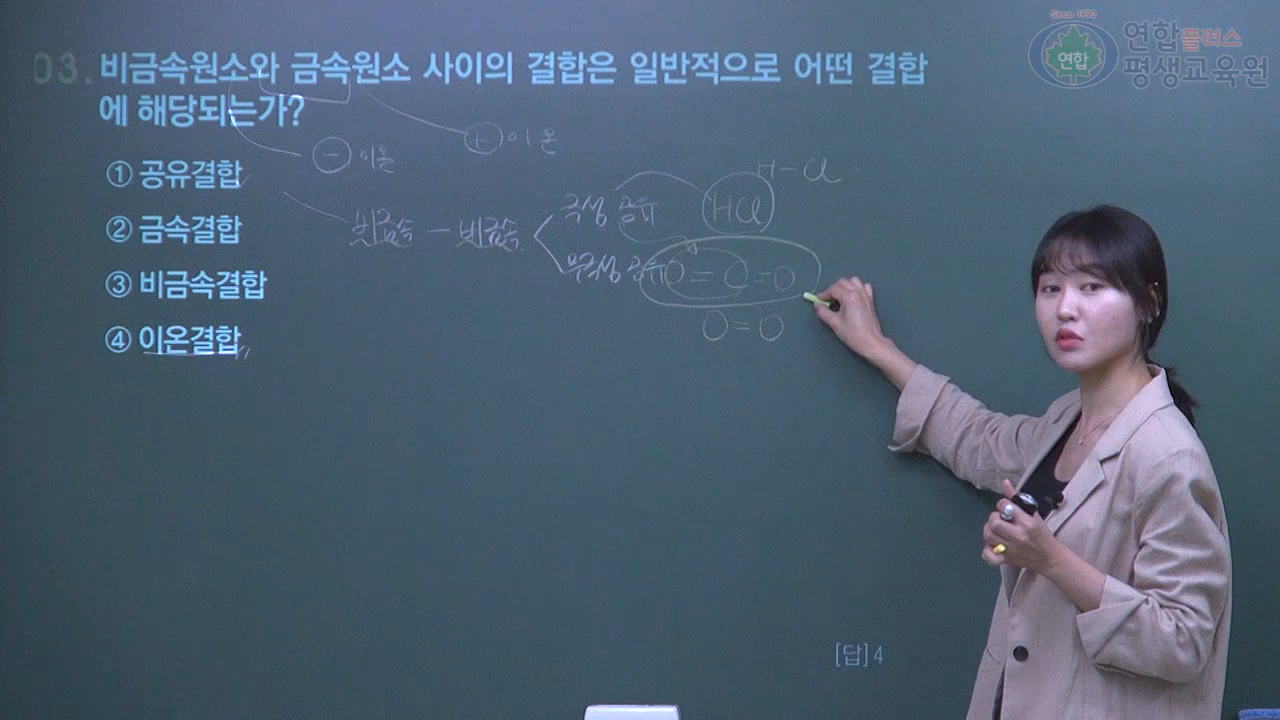 Since 1990
연합
연합플러스
평생교육원
03. 비금속원소와 금속원소 사이의 결합은 일반적으로 어떤 결합
에 해당되는가?
- 이온
+ 이온
① 공유결합
② 금속결합
③ 비금속결합
④ 이온결합
비금속 - 비금속
극성 공유
HCl
H-Cl
무극성 공유
O=C=O
O=O
[답] 4